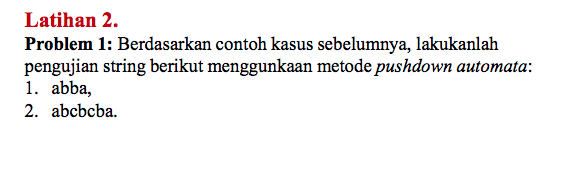 Latihan 2.
Problem 1: Berdasarkan contoh kasus sebelumnya, lakukanlah
pengujian string berikut menggunkaan metode pushdown automata:
1. abba,
2. abcbcba.